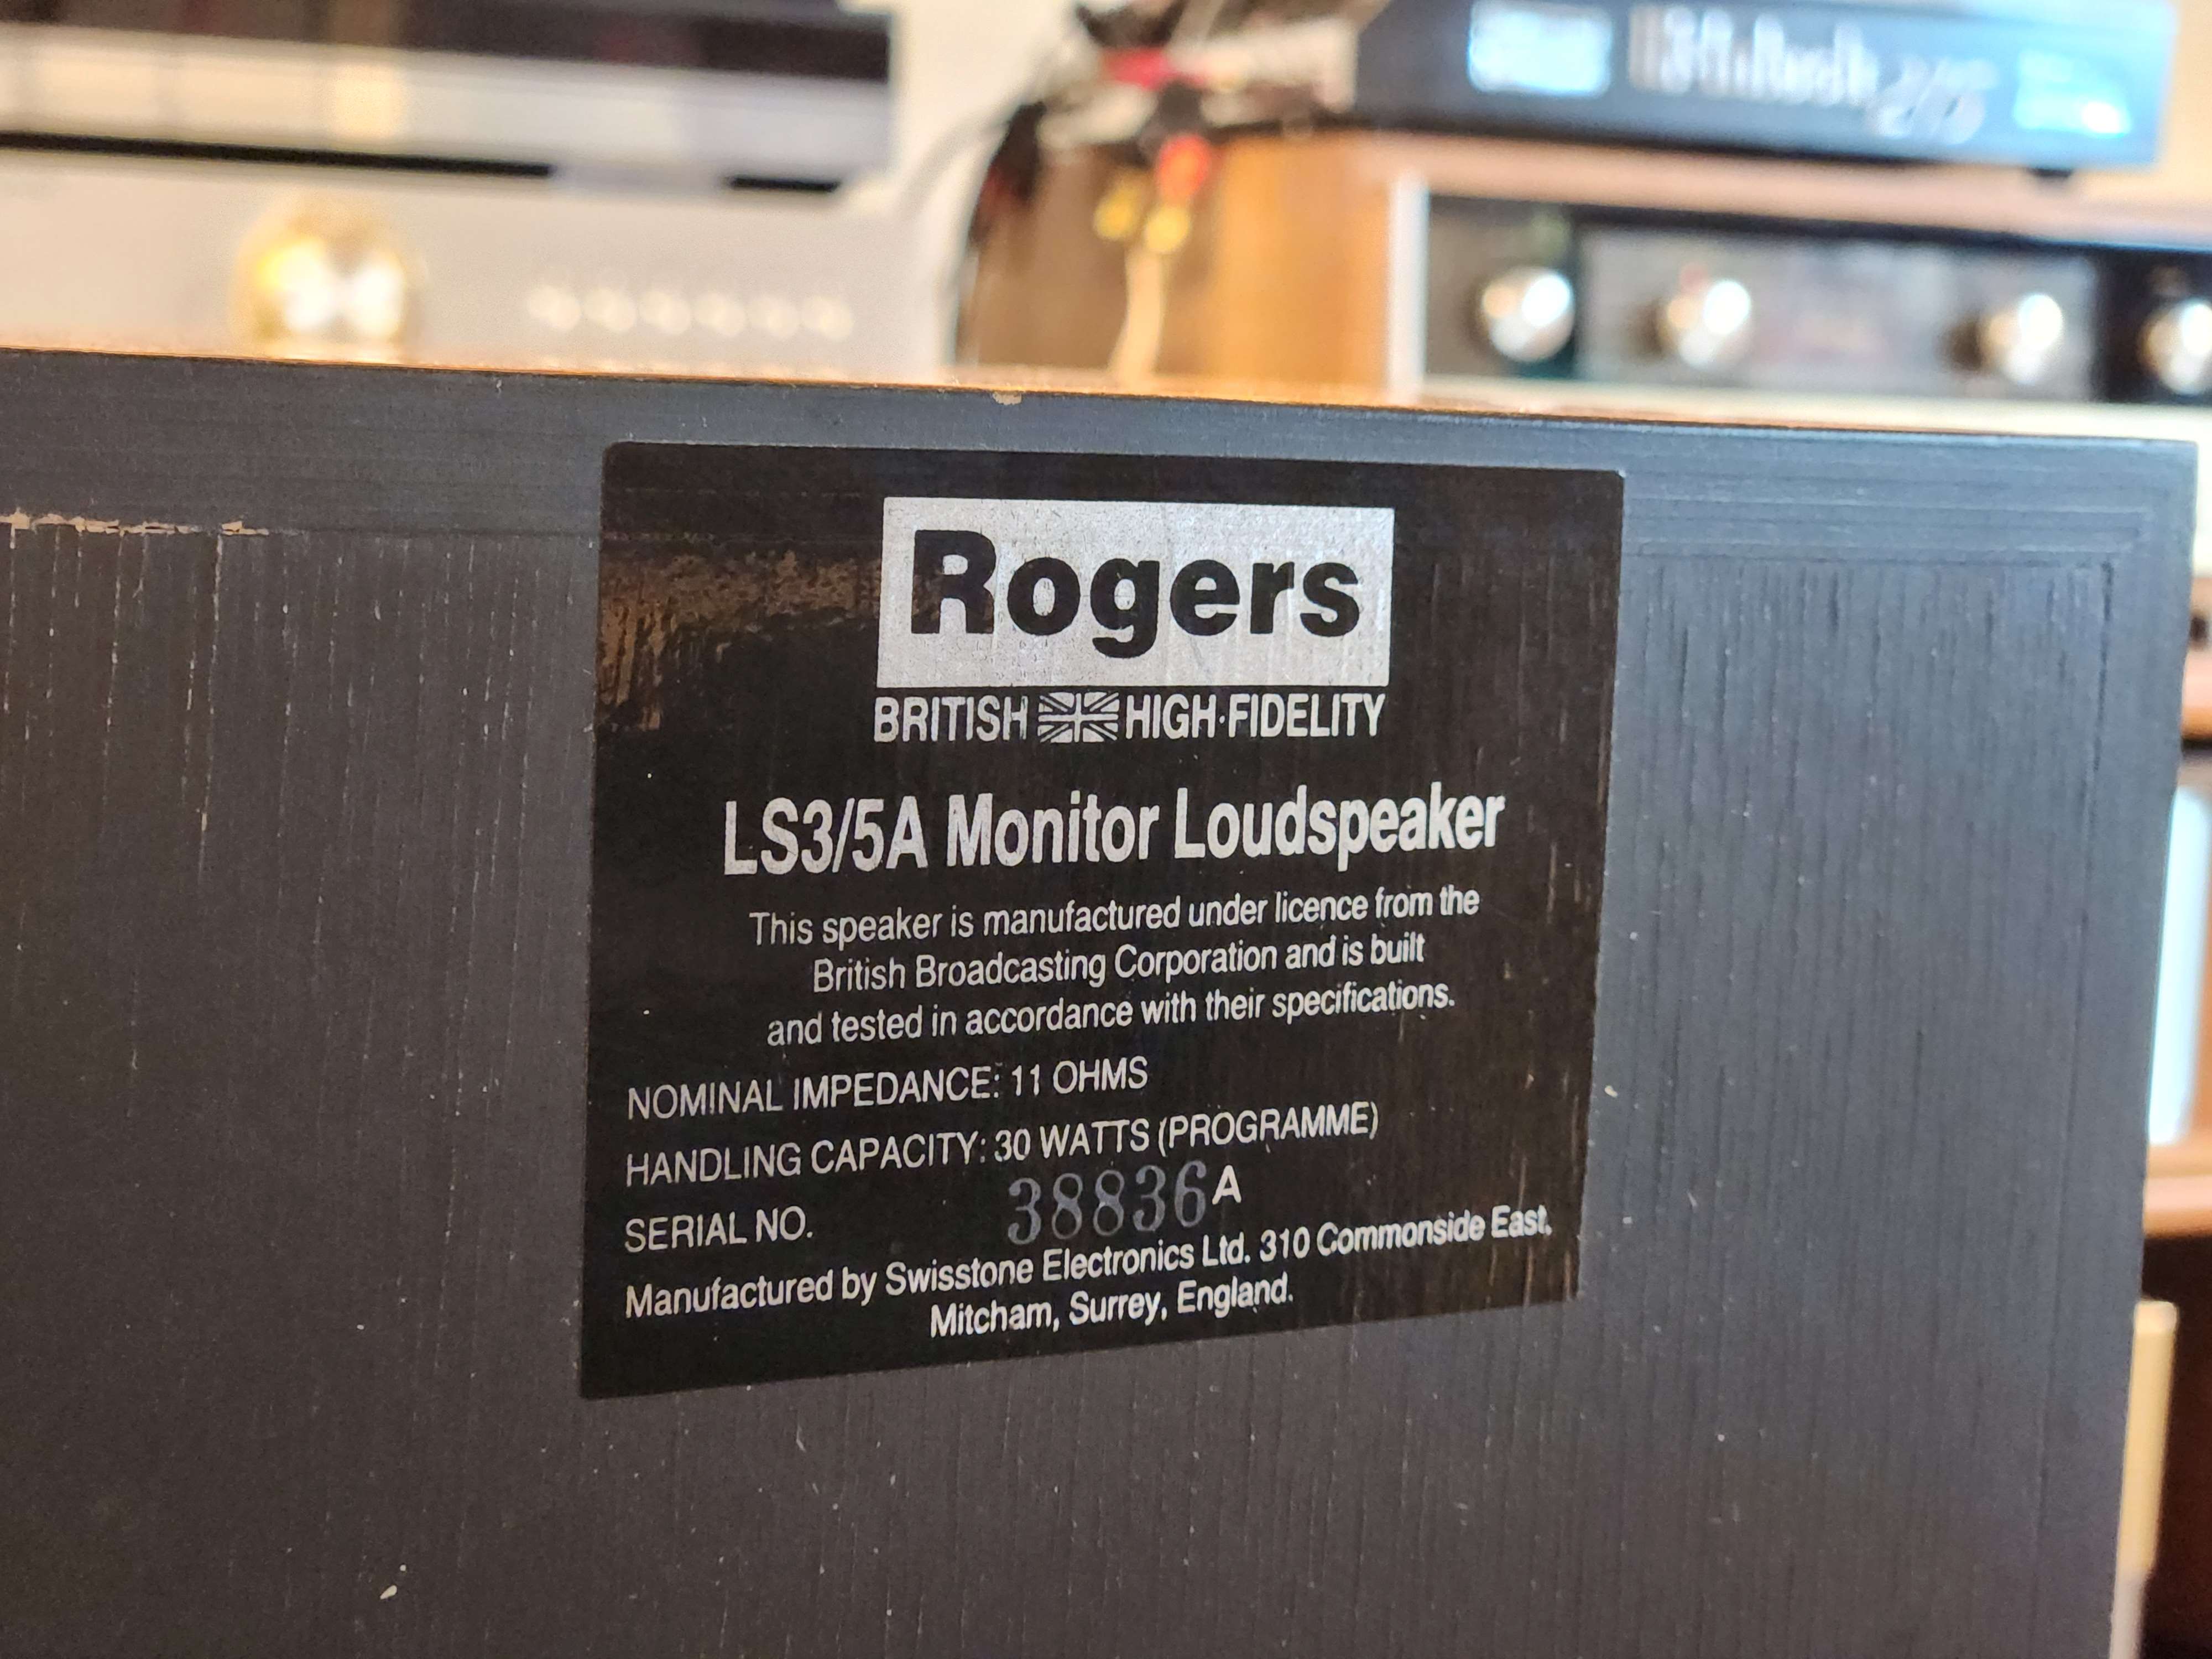 Rogers
BRITISH HIGH·FIDELITY
LS3/5A Monitor Loudspeaker
This speaker is manufactured under licence from the
British Broadcasting Corporation and is built
and tested in accordance with their specifications.
NOMINAL IMPEDANCE: 11 OHMS
HANDLING CAPACITY: 30 WATTS (PROGRAMME)
SERIAL NO. 38836 A
Manufactured by Swisstone Electronics Ltd. 310 Commonside East,
Mitcham, Surrey, England.